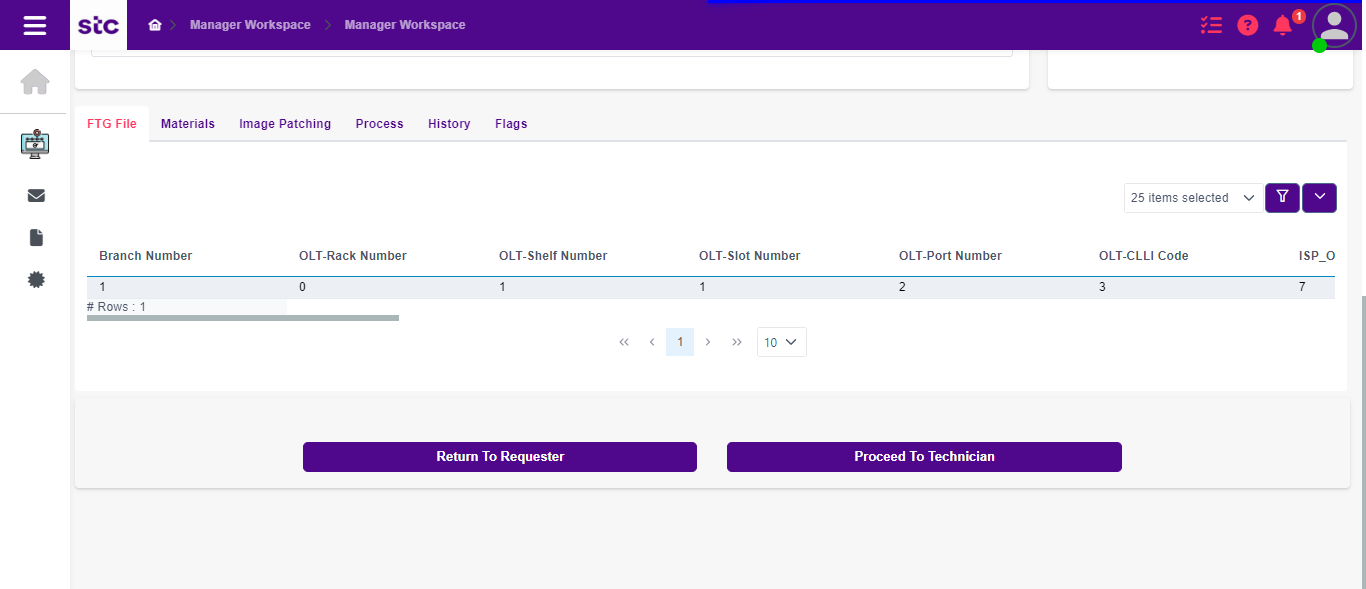 stc Manager Workspace Manager Workspace ? 1
FTG File Materials Image Patching Process History Flags
25 items selected
Branch Number OLT-Rack Number OLT-Shelf Number OLT-Slot Number OLT-Port Number OLT-CLLI Code ISP_O
1 0 1 1 2 3 7
# Rows : 1
1 10
Return To Requester Proceed To Technician